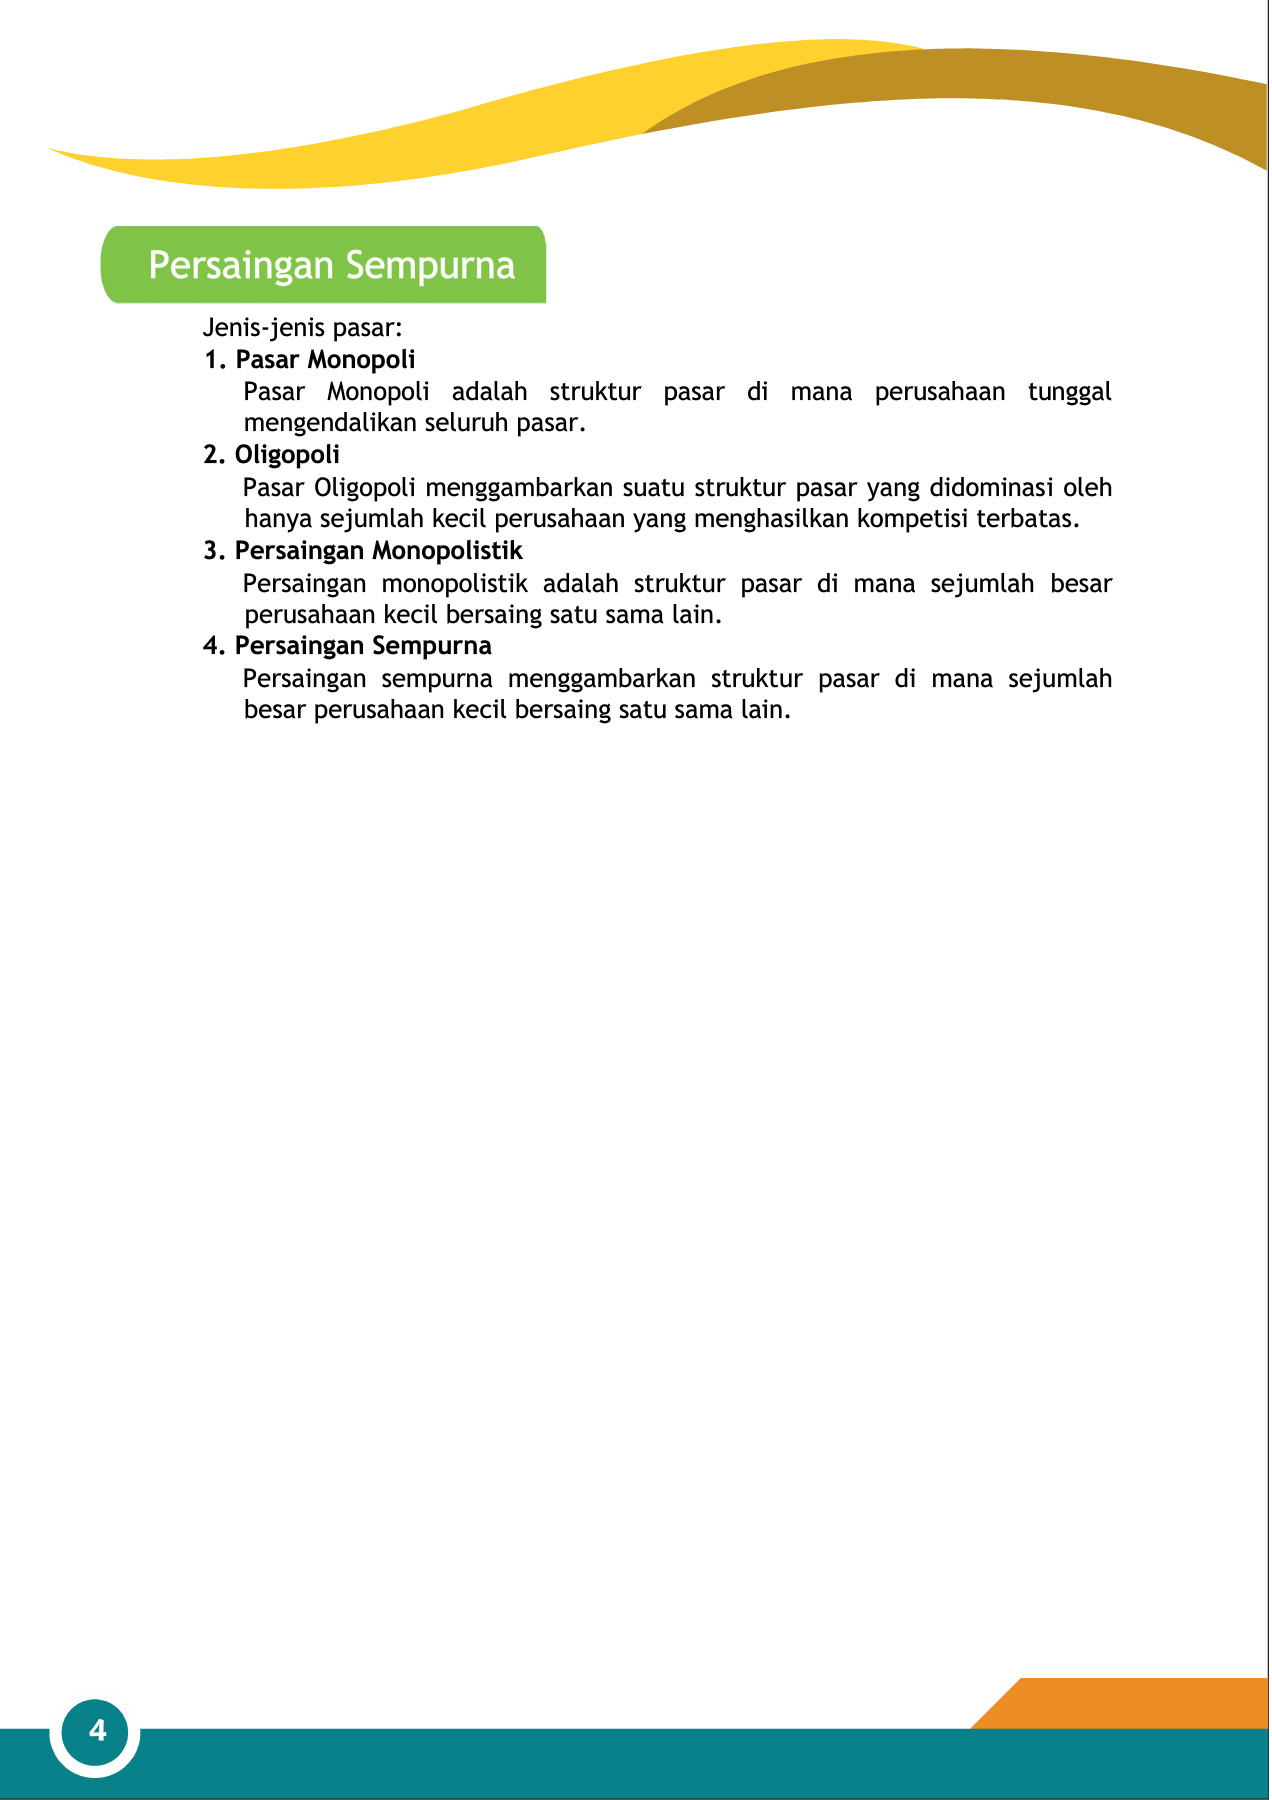 Persaingan Sempurna
Jenis-jenis pasar:
1. Pasar Monopoli
Pasar Monopoli adalah struktur pasar di mana perusahaan tunggal
mengendalikan seluruh pasar.
2. Oligopoli
Pasar Oligopoli menggambarkan suatu struktur pasar yang didominasi oleh
hanya sejumlah kecil perusahaan yang menghasilkan kompetisi terbatas.
3. Persaingan Monopolistik
Persaingan monopolistik adalah struktur pasar di mana sejumlah besar
perusahaan kecil bersaing satu sama lain.
4. Persaingan Sempurna
Persaingan sempurna menggambarkan struktur pasar di mana sejumlah
besar perusahaan kecil bersaing satu sama lain.
4